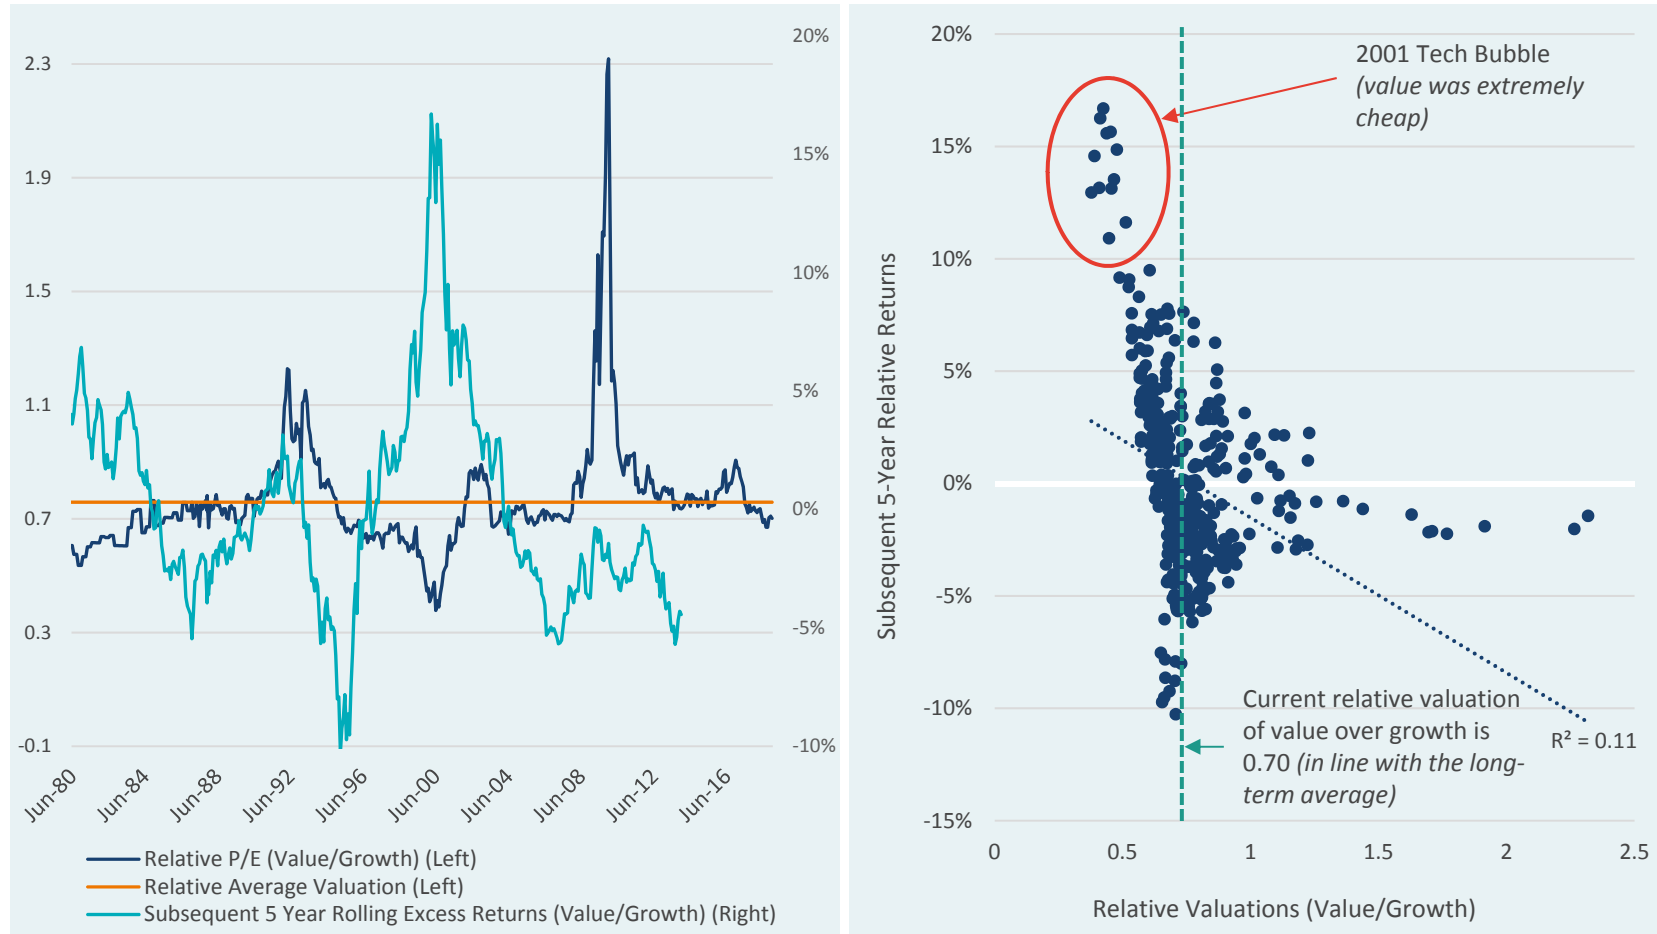 2.3
1.9
1.5
1.1
0.7
0.3
-0.1
20%
15%
10%
5%
0%
-5%
-10%
Jun-80
Jun-84
Jun-88
Jun-92
Jun-96
Jun-00
Jun-04
Jun-08
Jun-12
Jun-16
Relative P/E (Value/Growth) (Left)
Relative Average Valuation (Left)
Subsequent 5 Year Rolling Excess Returns (Value/Growth) (Right)
Subsequent 5-Year Relative Returns
20%
15%
10%
5%
0%
-5%
-10%
-15%
2001 Tech Bubble
(value was extremely
cheap)
Current relative valuation
of value over growth is
0.70 (in line with the long-
term average)
R² = 0.11
0
0.5
1
1.5
2
2.5
Relative Valuations (Value/Growth)